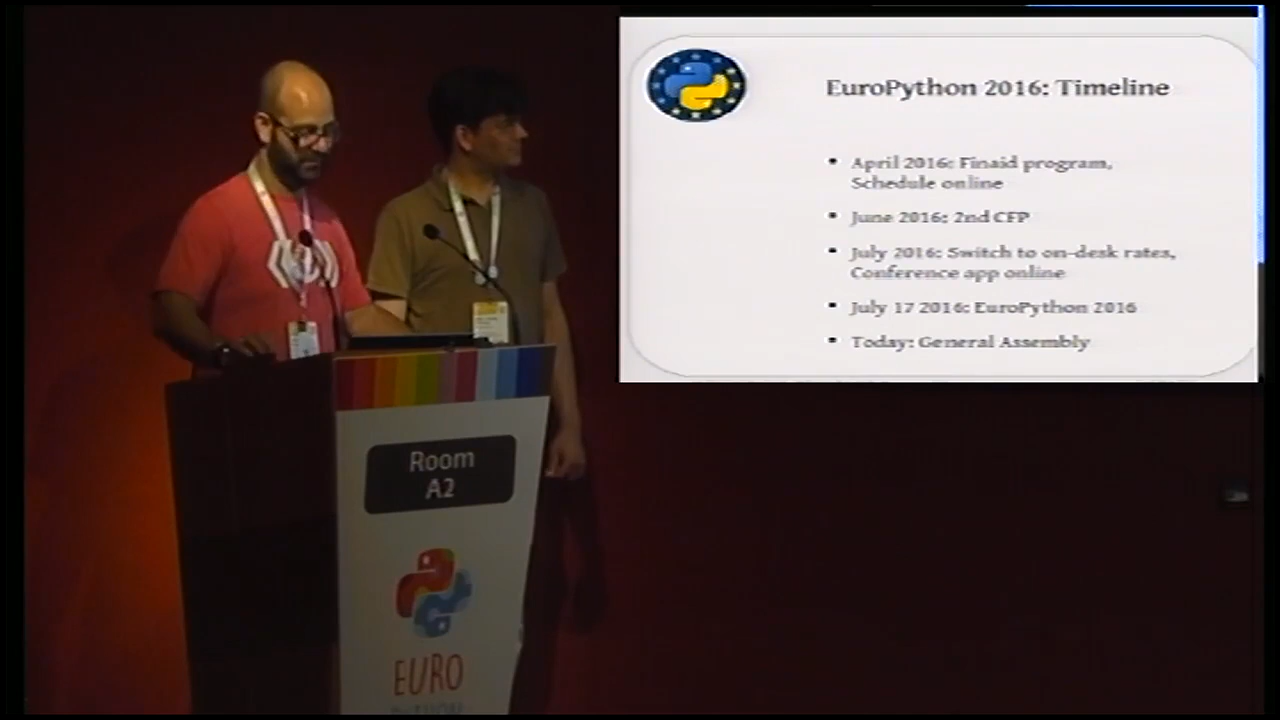 EuroPython 2016: Timeline
April 2016: Finaid program,
Schedule online
June 2016: 2nd CFP
July 2016: Switch to on-desk rates,
Conference app online
July 17 2016: EuroPython 2016
Today: General Assembly
Room
A2
EURO
PYTHON